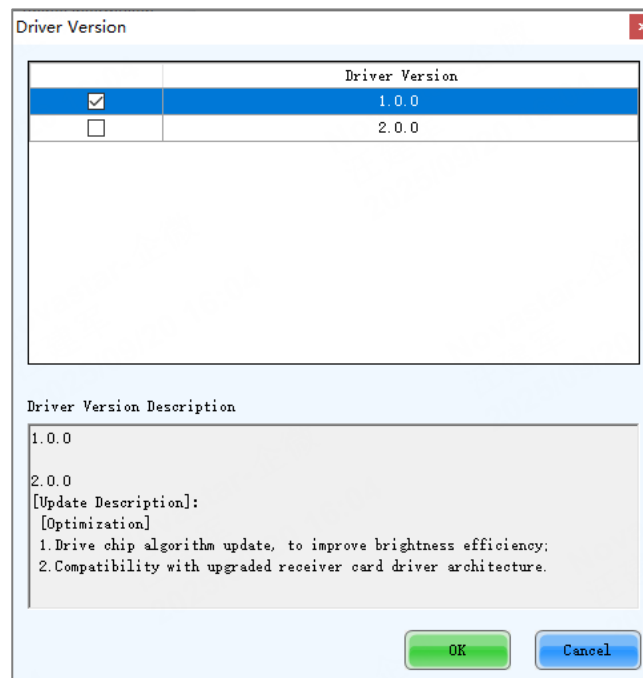 Driver Version
Driver Version
1.0.0
2.0.0
Driver Version Description
1.0.0
2.0.0
[Update Description]:
[Optimization]
1.Drive chip algorithm update, to improve brightness efficiency;
2.Compatibility with upgraded receiver card driver architecture.
OK
Cancel